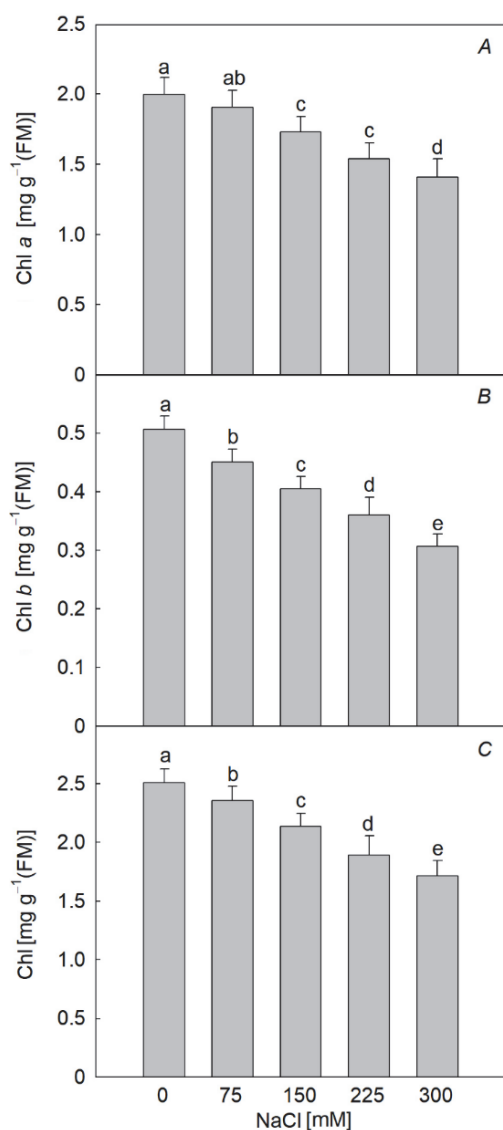 2.5
A
a
ab
2.0
c
c
d
1.5
Chl a [mg g⁻¹(FM)]
1.0
0.5
0
B
a
0.5
b
c
0.4
d
e
0.3
Chl b [mg g⁻¹(FM)]
0.2
0.1
0
C
a
b
2.5
c
d
e
2.0
1.5
Chl [mg g⁻¹(FM)]
1.0
0.5
0
0 75 150 225 300
NaCl [mM]